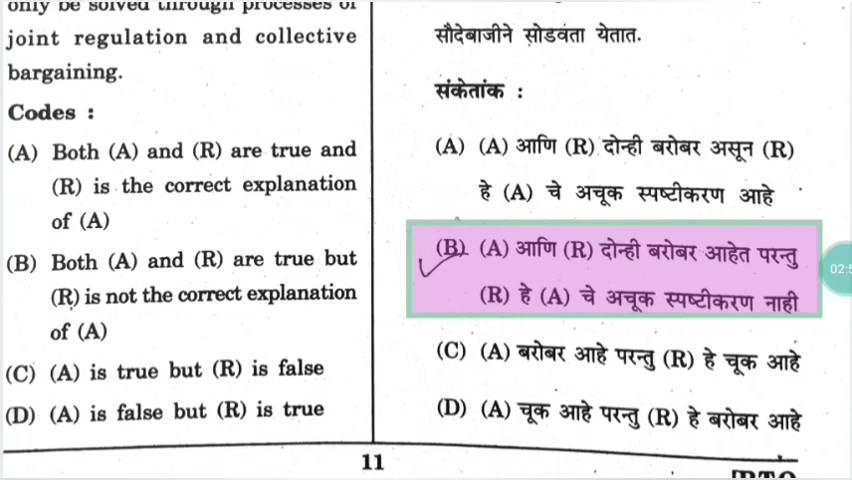 only be solved through processes of
joint regulation and collective
bargaining.
Codes :
(A) Both (A) and (R) are true and
(R) is the correct explanation
of (A)
(B) Both (A) and (R) are true but
(R) is not the correct explanation
of (A)
(C) (A) is true but (R) is false
(D) (A) is false but (R) is true
सौदेबाजीने सोडवता येतात.
संकेतांक :
(A) (A) आणि (R) दोन्ही बरोबर असून (R)
हे (A) चे अचूक स्पष्टीकरण आहे
(B) (A) आणि (R) दोन्ही बरोबर आहेत परन्तु
(R) हे (A) चे अचूक स्पष्टीकरण नाही
(C) (A) बरोबर आहे परन्तु (R) हे चूक आहे
(D) (A) चूक आहे परन्तु (R) हे बरोबर आहे
11